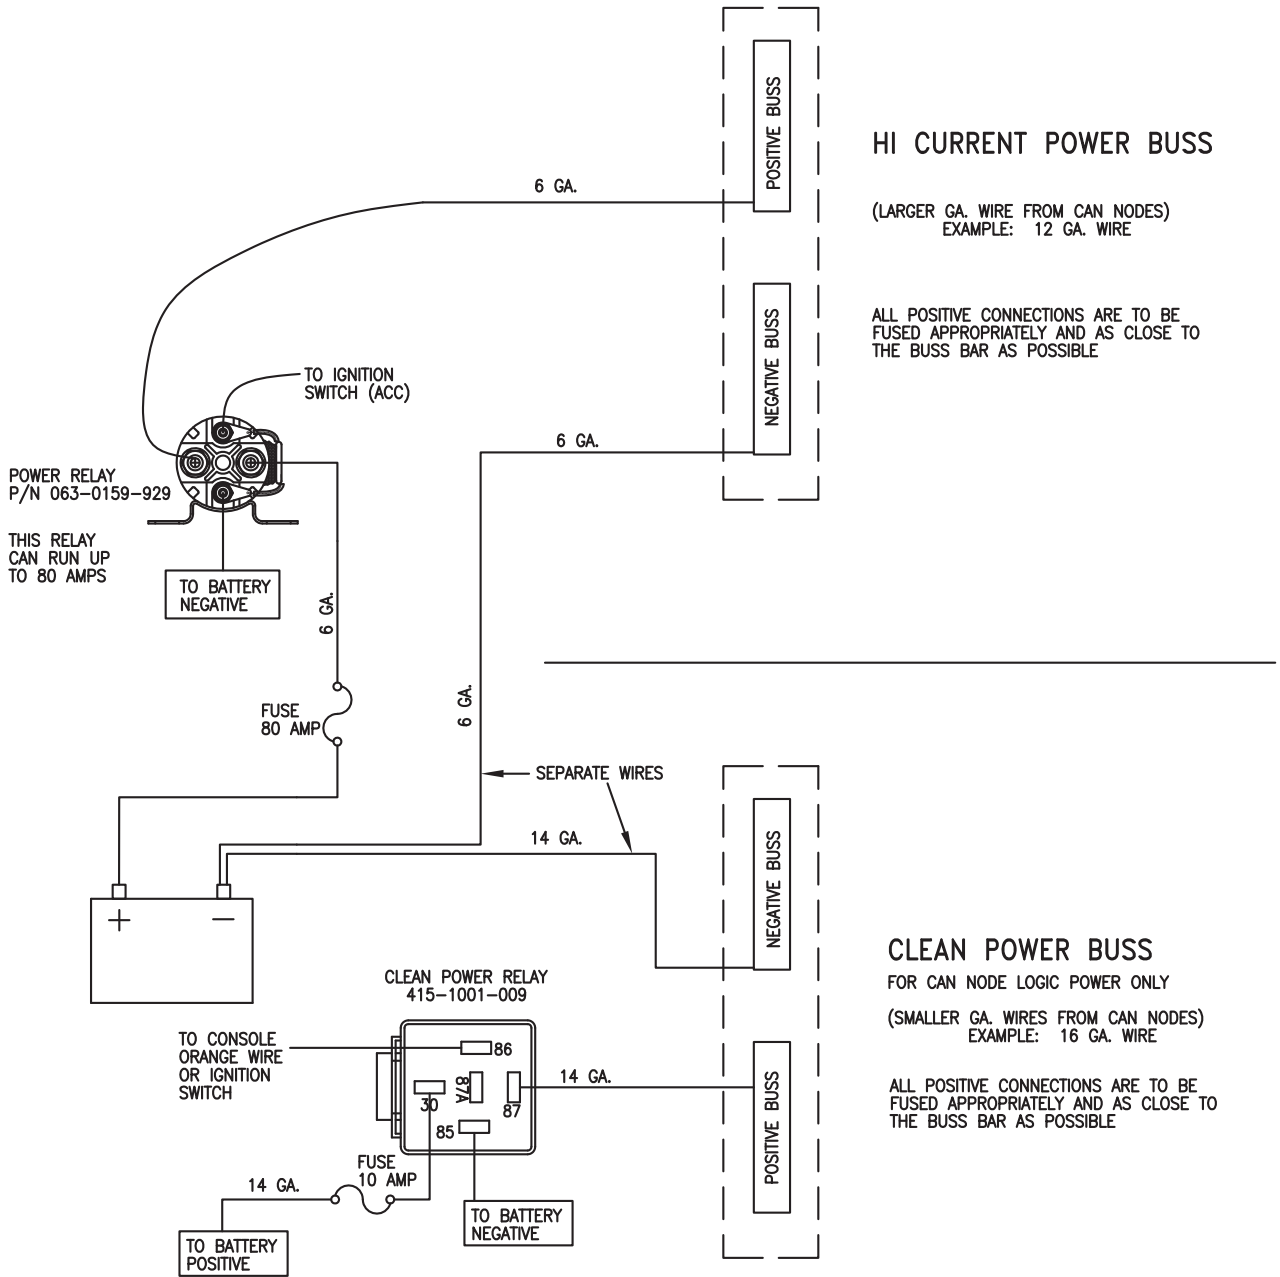 POSITIVE BUSS
HI CURRENT POWER BUSS
6 GA.
(LARGER GA. WIRE FROM CAN NODES)
EXAMPLE: 12 GA. WIRE
NEGATIVE BUSS
ALL POSITIVE CONNECTIONS ARE TO BE
FUSED APPROPRIATELY AND AS CLOSE TO
THE BUSS BAR AS POSSIBLE
TO IGNITION
SWITCH (ACC)
6 GA.
POWER RELAY
P/N 063-0159-929
THIS RELAY
CAN RUN UP
TO 80 AMPS
TO BATTERY
NEGATIVE
6 GA.
FUSE
80 AMP
6 GA.
SEPARATE WIRES
14 GA.
NEGATIVE BUSS
+ −
CLEAN POWER BUSS
FOR CAN NODE LOGIC POWER ONLY
(SMALLER GA. WIRES FROM CAN NODES)
EXAMPLE: 16 GA. WIRE
CLEAN POWER RELAY
415-1001-009
TO CONSOLE
ORANGE WIRE
OR IGNITION
SWITCH
86
87A
30
87
85
14 GA.
POSITIVE BUSS
ALL POSITIVE CONNECTIONS ARE TO BE
FUSED APPROPRIATELY AND AS CLOSE TO
THE BUSS BAR AS POSSIBLE
FUSE
10 AMP
14 GA.
TO BATTERY
NEGATIVE
TO BATTERY
POSITIVE